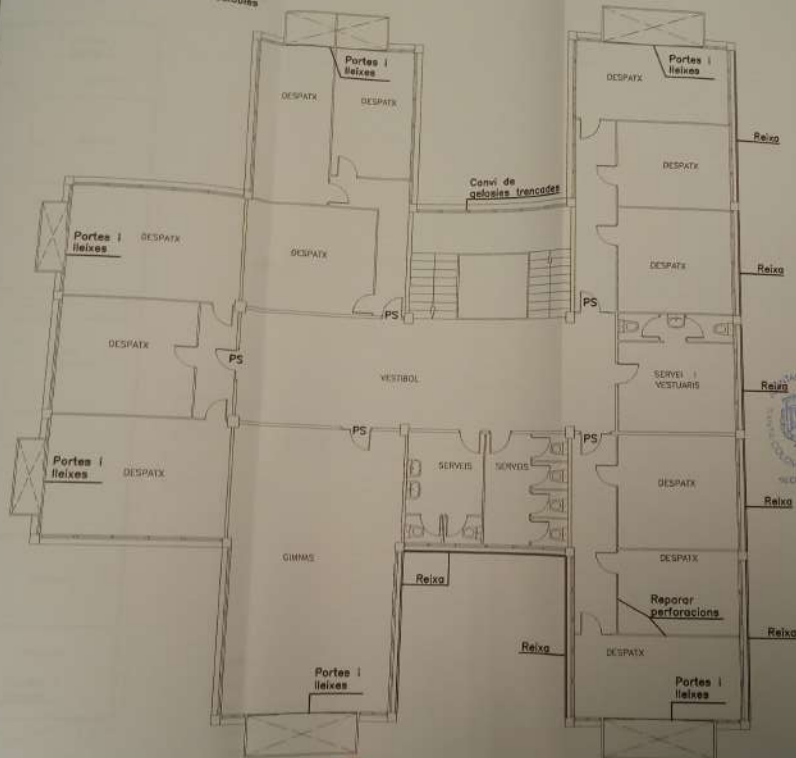 Portes i
lleixes
DESPATX
DESPATX
Portes i
lleixes
DESPATX
Reixa
DESPATX
Canvi de
gelosies trencades
Portes i
lleixes
DESPATX
DESPATX
DESPATX
Reixa
PS
PS
DESPATX
PS
VESTIBOL
SERVEI I
VESTUARIS
Reixa
PS
PS
Portes i
lleixes
DESPATX
SERVEIS
SERVEIS
DESPATX
Reixa
GIMNAS
Reixa
DESPATX
Reparar
perforacions
Reixa
Reixa
DESPATX
Portes i
lleixes
Portes i
lleixes